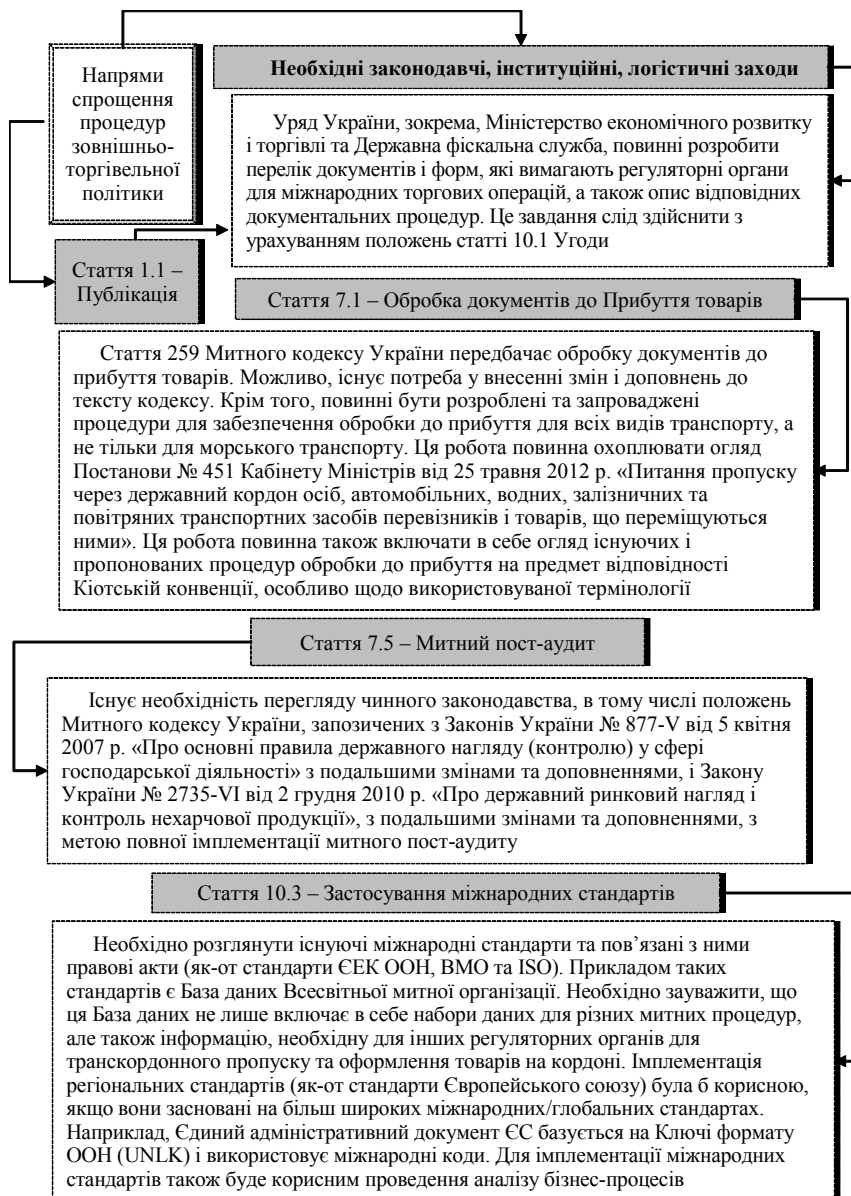 Напрями
спрощення
процедур
зовнішньо-
торгівельної
політики
Необхідні законодавчі, інституційні, логістичні заходи
Уряд України, зокрема, Міністерство економічного розвитку
і торгівлі та Державна фіскальна служба, повинні розробити
перелік документів і форм, які вимагають регуляторні органи
для міжнародних торгових операцій, а також опис відповідних
документальних процедур. Це завдання слід здійснити з
урахуванням положень статті 10.1 Угоди
Стаття 1.1 –
Публікація
Стаття 7.1 – Обробка документів до Прибуття товарів
Стаття 259 Митного кодексу України передбачає обробку документів до
прибуття товарів. Можливо, існує потреба у внесенні змін і доповнень до
тексту кодексу. Крім того, повинні бути розроблені та запроваджені
процедури для забезпечення обробки до прибуття для всіх видів транспорту, а
не тільки для морського транспорту. Ця робота повинна охоплювати огляд
Постанови № 451 Кабінету Міністрів від 25 травня 2012 р. «Питання пропуску
через державний кордон осіб, автомобільних, водних, залізничних та
повітряних транспортних засобів перевізників і товарів, що переміщуються
ними». Ця робота повинна також включати в себе огляд існуючих і
пропонованих процедур обробки до прибуття на предмет відповідності
Кіотській конвенції, особливо щодо використовуваної термінології
Стаття 7.5 – Митний пост-аудит
Існує необхідність перегляду чинного законодавства, в тому числі положень
Митного кодексу України, запозичених з Законів України № 877-V від 5 квітня
2007 р. «Про основні правила державного нагляду (контролю) у сфері
господарської діяльності» з подальшими змінами та доповненнями, і Закону
України № 2735-VI від 2 грудня 2010 р. «Про державний ринковий нагляд і
контроль нехарчової продукції», з подальшими змінами та доповненнями, з
метою повної імплементації митного пост-аудиту
Стаття 10.3 – Застосування міжнародних стандартів
Необхідно розглянути існуючі міжнародні стандарти та пов’язані з ними
правові акти (як-от стандарти ЄЕК ООН, ВМО та ISO). Прикладом таких
стандартів є База даних Всесвітньої митної організації. Необхідно зауважити, що
ця База даних не лише включає в себе набори даних для різних митних процедур,
але також інформацію, необхідну для інших регуляторних органів для
транскордонного пропуску та оформлення товарів на кордоні. Імплементація
регіональних стандартів (як-от стандарти Європейського союзу) була б корисною,
якщо вони засновані на більш широких міжнародних/глобальних стандартах.
Наприклад, Єдиний адміністративний документ ЄС базується на Ключі формату
ООН (UNLK) і використовує міжнародні коди. Для імплементації міжнародних
стандартів також буде корисним проведення аналізу бізнес-процесів